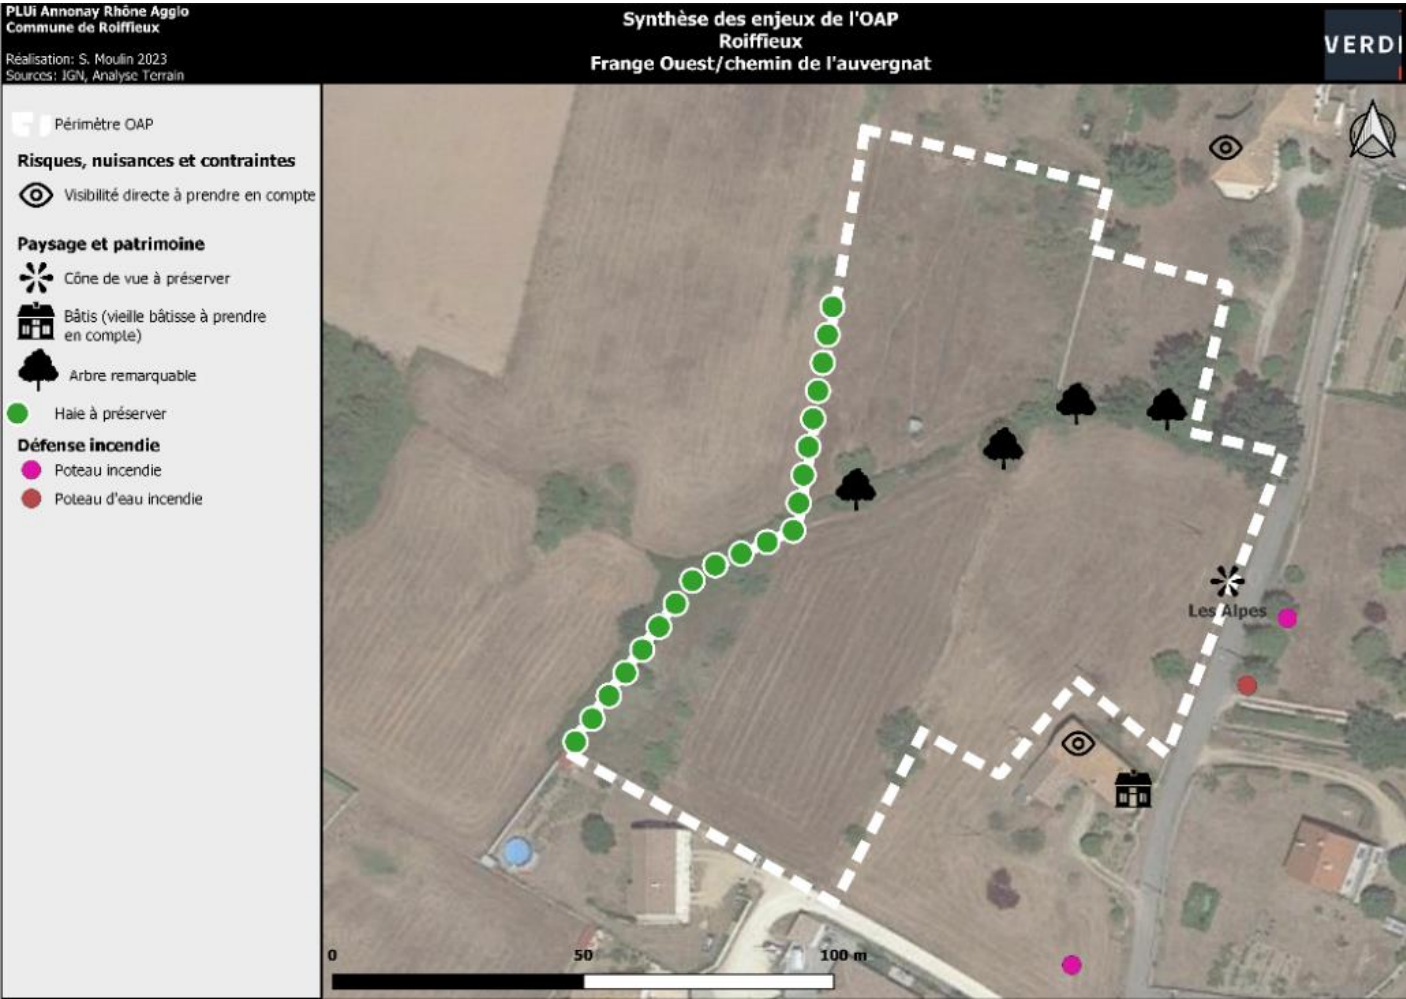 PLUi Annonay Rhône Agglo
Commune de Roiffieux
Réalisation: S. Moulin 2023
Sources: IGN, Analyse Terrain
Synthèse des enjeux de l'OAP
Roiffieux
Frange Ouest/chemin de l'auvergnat
VERDI
Périmètre OAP
Risques, nuisances et contraintes
Visibilité directe à prendre en compte
Paysage et patrimoine
Cône de vue à préserver
Bâtis (vieille bâtisse à prendre
en compte)
Arbre remarquable
Haie à préserver
Défense incendie
Poteau incendie
Poteau d'eau incendie
Les Alpes
0 50 100 m